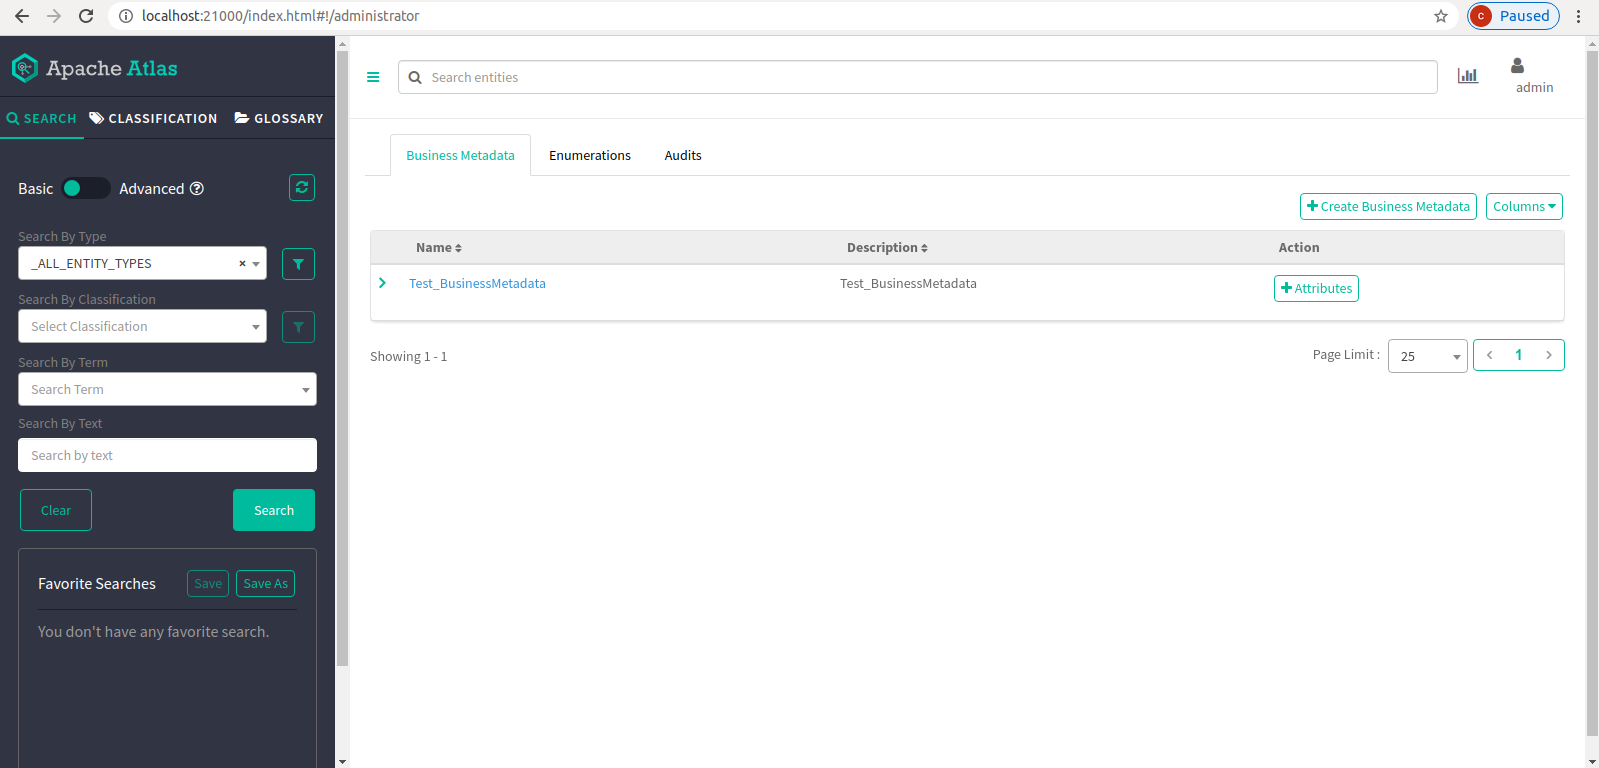 localhost:21000/index.html#!/administrator
C Paused
Apache Atlas
SEARCH CLASSIFICATION GLOSSARY
Basic Advanced ?
Search By Type
_ALL_ENTITY_TYPES ×
Search By Classification
Select Classification
Search By Term
Search Term
Search By Text
Search by text
Clear Search
Favorite Searches Save Save As
You don't have any favorite search.
Search entities
admin
Business Metadata Enumerations Audits
+ Create Business Metadata Columns
Name Description Action
Test_BusinessMetadata Test_BusinessMetadata + Attributes
Showing 1 - 1 Page Limit : 25 < 1 >